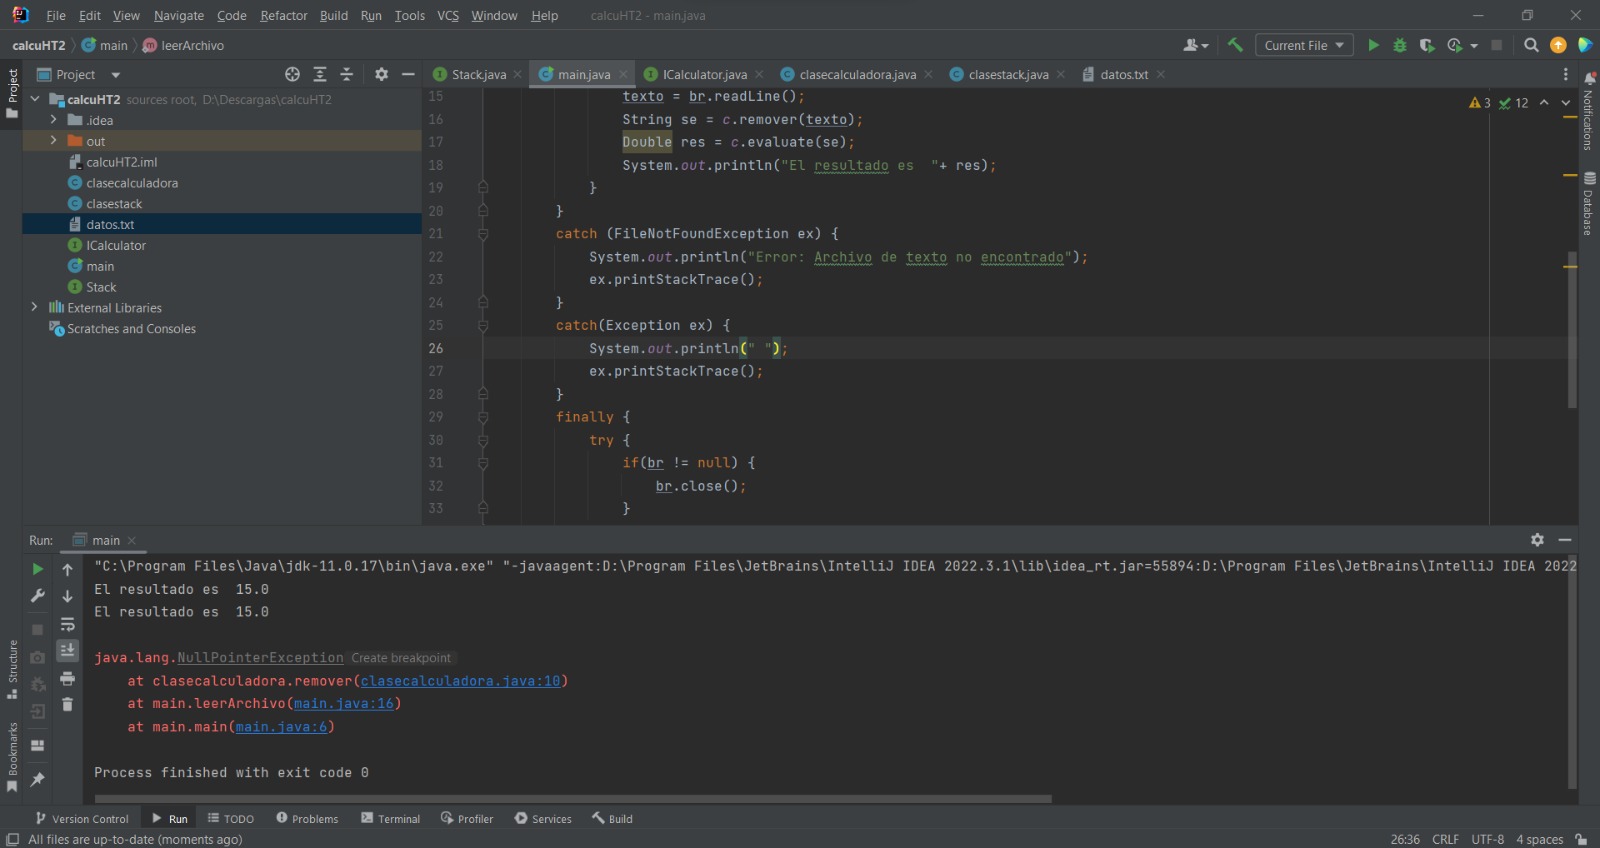 File Edit View Navigate Code Refactor Build Run Tools VCS Window Help calcuHT2 - main.java
calcuHT2 main leerArchivo Current File
Project
Project
Stack.java main.java ICalculator.java clasecalculadora.java clasestack.java datos.txt
calcuHT2 sources root, D:\Descargas\calcuHT2
.idea
out
calcuHT2.iml
clasecalculadora
clasestack
datos.txt
ICalculator
main
Stack
External Libraries
Scratches and Consoles
3 12
15 texto = br.readLine();
16 String se = c.remover(texto);
17 Double res = c.evaluate(se);
18 System.out.println("El resultado es  "+ res);
19 }
20 }
21 catch (FileNotFoundException ex) {
22 System.out.println("Error: Archivo de texto no encontrado");
23 ex.printStackTrace();
24 }
25 catch(Exception ex) {
26 System.out.println(" ");
27 ex.printStackTrace();
28 }
29 finally {
30 try {
31 if(br != null) {
32 br.close();
33 }
Notifications
Database
Structure
Bookmarks
Run: main
"C:\Program Files\Java\jdk-11.0.17\bin\java.exe" "-javaagent:D:\Program Files\JetBrains\IntelliJ IDEA 2022.3.1\lib\idea_rt.jar=55894:D:\Program Files\JetBrains\IntelliJ IDEA 2022
El resultado es  15.0
El resultado es  15.0
java.lang.NullPointerException Create breakpoint
at clasecalculadora.remover(clasecalculadora.java:10)
at main.leerArchivo(main.java:16)
at main.main(main.java:6)
Process finished with exit code 0
Version Control Run TODO Problems Terminal Profiler Services Build
All files are up-to-date (moments ago) 26:36 CRLF UTF-8 4 spaces